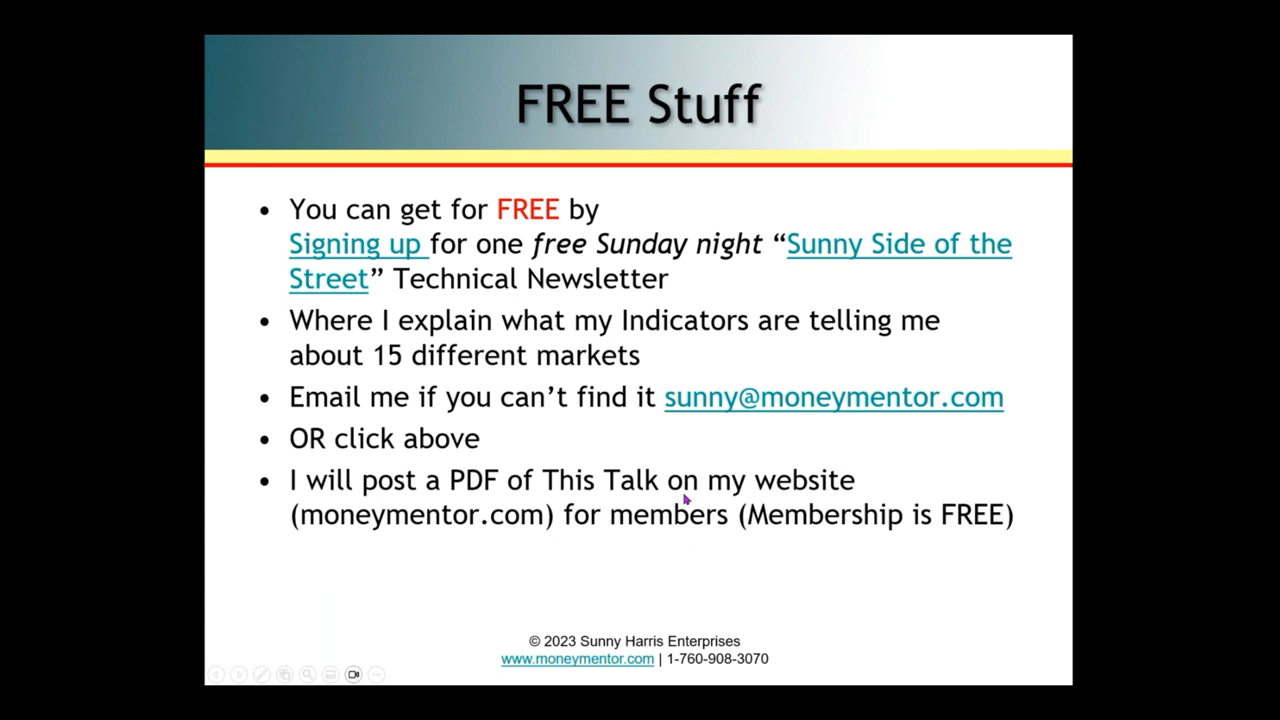 FREE Stuff
• You can get for FREE by
Signing up for one free Sunday night “Sunny Side of the
Street” Technical Newsletter
• Where I explain what my Indicators are telling me
about 15 different markets
• Email me if you can’t find it sunny@moneymentor.com
• OR click above
• I will post a PDF of This Talk on my website
(moneymentor.com) for members (Membership is FREE)
© 2023 Sunny Harris Enterprises
www.moneymentor.com | 1-760-908-3070